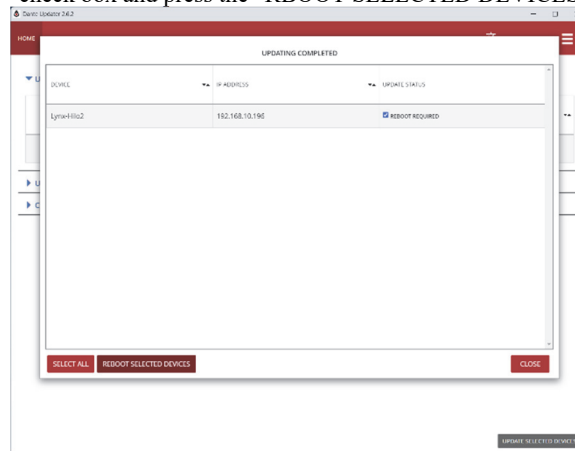 check box and press the "RBOOT SELECTED DEVICES
Dante Updater 2.6.2
HOME
UPDATING COMPLETED
DEVICE
IP ADDRESS
UPDATE STATUS
Lynx-Hilo2
192.168.10.196
REBOOT REQUIRED
SELECT ALL
REBOOT SELECTED DEVICES
CLOSE
UPDATE SELECTED DEVICES